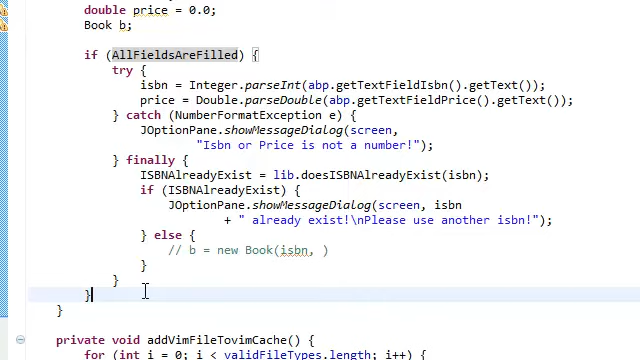 double price = 0.0;
Book b;
if (AllFieldsAreFilled) {
try {
isbn = Integer.parseInt(abp.getTextFieldIsbn().getText());
price = Double.parseDouble(abp.getTextFieldPrice().getText());
} catch (NumberFormatException e) {
JOptionPane.showMessageDialog(screen,
"Isbn or Price is not a number!");
} finally {
ISBNAlreadyExist = lib.doesISBNAlreadyExist(isbn);
if (ISBNAlreadyExist) {
JOptionPane.showMessageDialog(screen, isbn
+ " already exist!\nPlease use another isbn!");
} else {
// b = new Book(isbn, )
}
}
}
}
private void addVimFileTovimCache() {
for (int i = 0; i < validFileTypes.length; i++) {